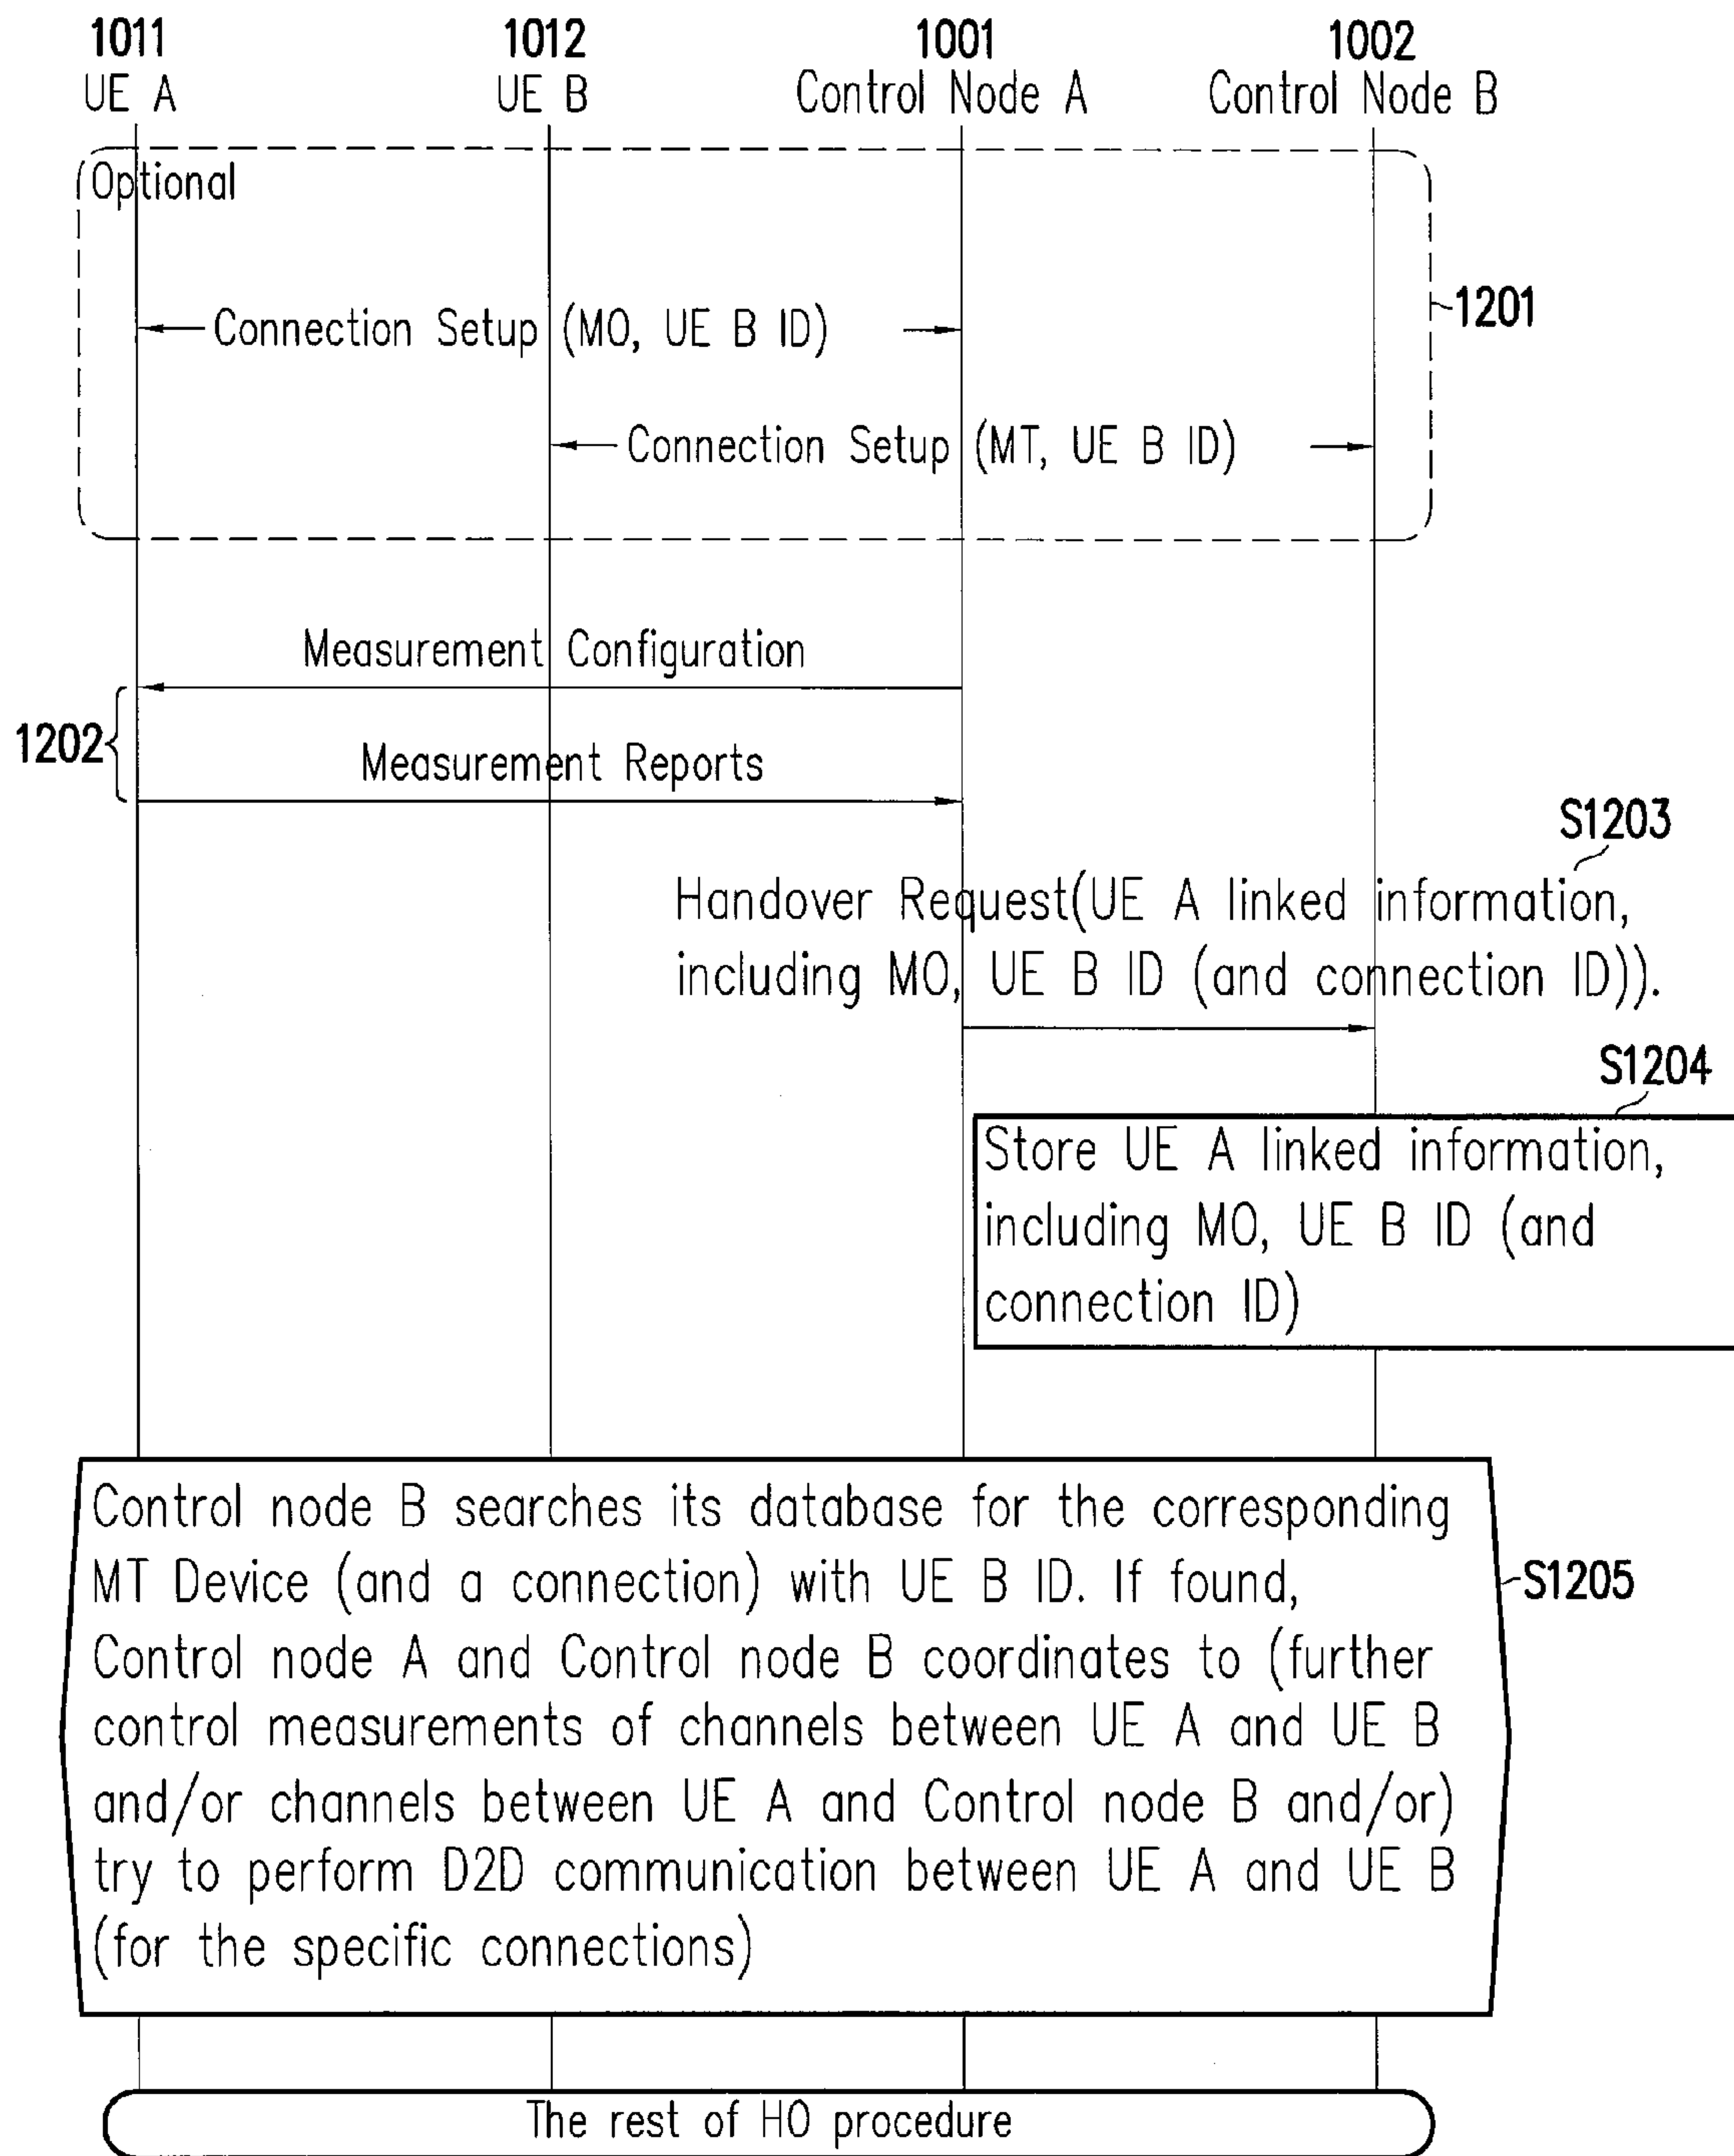 1011
1012
1001
1002
UE A
UE B
Control Node A
Control Node B
Optional
1201
Connection Setup (MO, UE B ID)
Connection Setup (MT, UE B ID)
Measurement Configuration
1202
Measurement Reports
S1203
Handover Request(UE A linked information,
including MO, UE B ID (and connection ID)).
S1204
Store UE A linked information,
including MO, UE B ID (and
connection ID)
Control node B searches its database for the corresponding
MT Device (and a connection) with UE B ID. If found,
S1205
Control node A and Control node B coordinates to (further
control measurements of channels between UE A and UE B
and/or channels between UE A and Control node B and/or)
try to perform D2D communication between UE A and UE B
(for the specific connections)
The rest of HO procedure